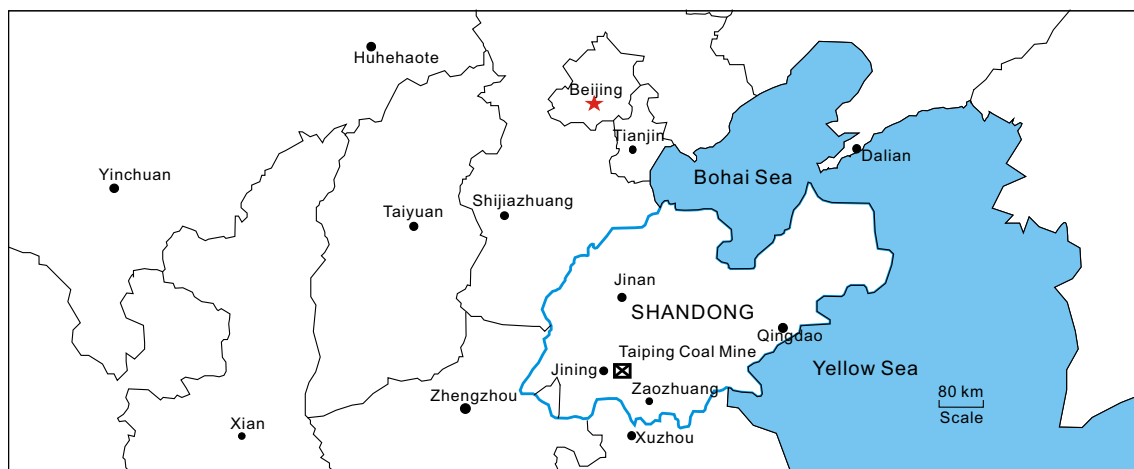 Huhehaote
Beijing
Tianjin
Dalian
Yinchuan
Bohai Sea
Shijiazhuang
Taiyuan
Jinan
SHANDONG
Qingdao
Taiping Coal Mine
Jining
Yellow Sea
Zaozhuang
80 km
Scale
Zhengzhou
Xian
Xuzhou